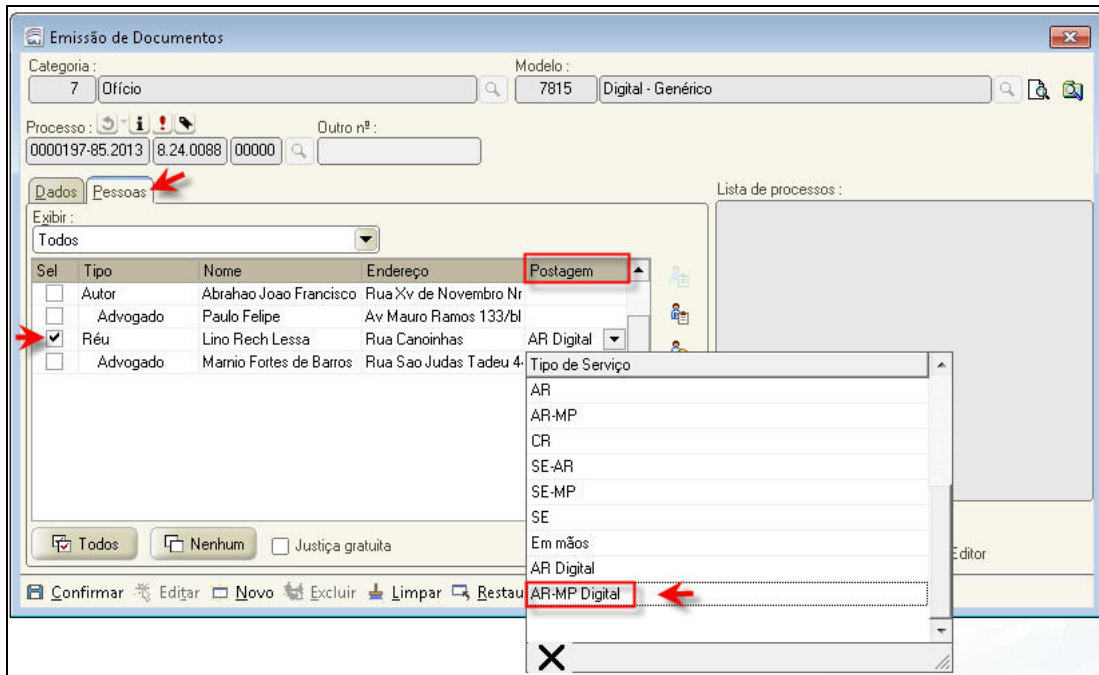 Emissão de Documentos
Categoria : Modelo :
7 Ofício 7815 Digital - Genérico
Processo : Outro nº :
0000197-85.2013 8.24.0088 00000
Dados Pessoas Lista de processos :
Exibir :
Todos
Sel Tipo Nome Endereço Postagem
Autor Abrahao Joao Francisco Rua Xv de Novembro Nr
Advogado Paulo Felipe Av Mauro Ramos 133/bl
Réu Lino Rech Lessa Rua Canoinhas AR Digital
Advogado Marnio Fortes de Barros Rua Sao Judas Tadeu 4
Tipo de Serviço
AR
AR-MP
CR
SE-AR
SE-MP
SE
Em mãos
AR Digital
AR-MP Digital
Todos Nenhum Justiça gratuita Editor
Confirmar Editar Novo Excluir Limpar Restau